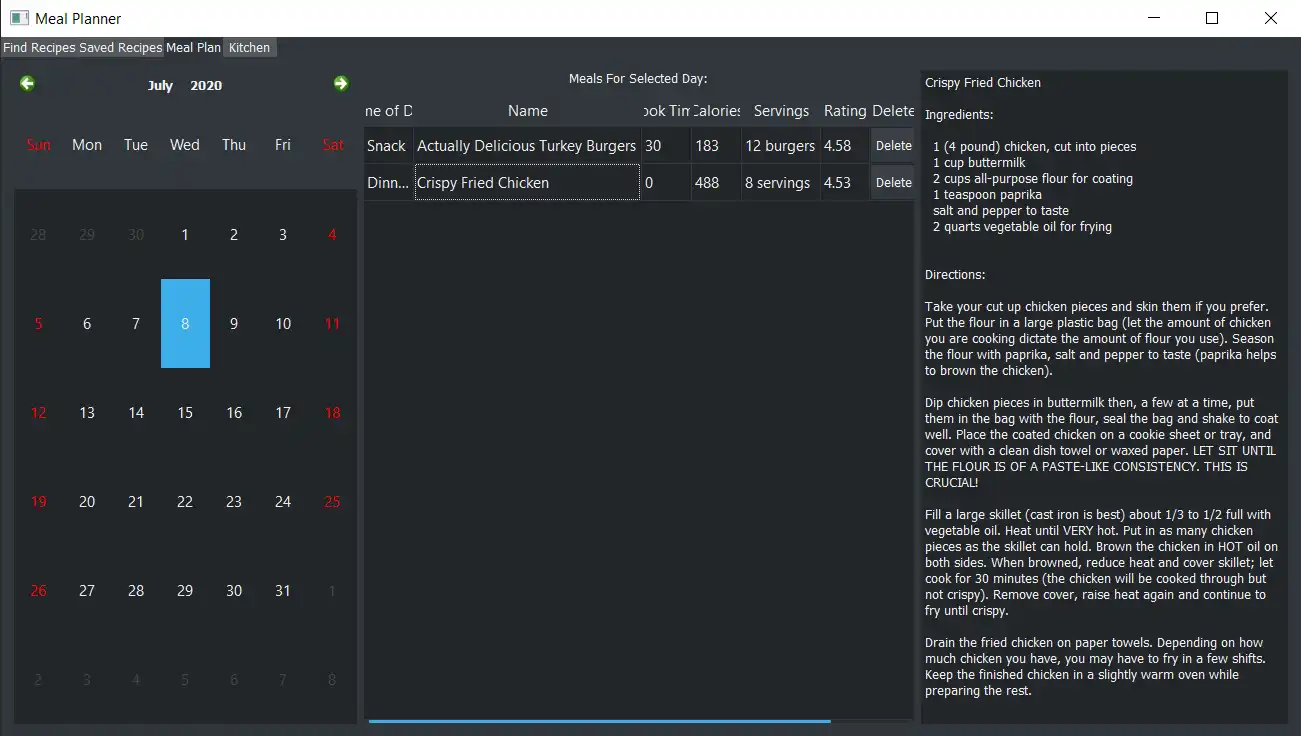 Meal Planner
Find Recipes Saved Recipes Meal Plan Kitchen
July 2020
Sun Mon Tue Wed Thu Fri Sat
28 29 30 1 2 3 4
5 6 7 8 9 10 11
12 13 14 15 16 17 18
19 20 21 22 23 24 25
26 27 28 29 30 31 1
2 3 4 5 6 7 8
Meals For Selected Day:
ne of D Name ook Tim Calories Servings Rating Delete
Snack Actually Delicious Turkey Burgers 30 183 12 burgers 4.58 Delete
Dinn... Crispy Fried Chicken 0 488 8 servings 4.53 Delete
Crispy Fried Chicken
Ingredients:
1 (4 pound) chicken, cut into pieces
1 cup buttermilk
2 cups all-purpose flour for coating
1 teaspoon paprika
salt and pepper to taste
2 quarts vegetable oil for frying
Directions:
Take your cut up chicken pieces and skin them if you prefer.
Put the flour in a large plastic bag (let the amount of chicken
you are cooking dictate the amount of flour you use). Season
the flour with paprika, salt and pepper to taste (paprika helps
to brown the chicken).
Dip chicken pieces in buttermilk then, a few at a time, put
them in the bag with the flour, seal the bag and shake to coat
well. Place the coated chicken on a cookie sheet or tray, and
cover with a clean dish towel or waxed paper. LET SIT UNTIL
THE FLOUR IS OF A PASTE-LIKE CONSISTENCY. THIS IS
CRUCIAL!
Fill a large skillet (cast iron is best) about 1/3 to 1/2 full with
vegetable oil. Heat until VERY hot. Put in as many chicken
pieces as the skillet can hold. Brown the chicken in HOT oil on
both sides. When browned, reduce heat and cover skillet; let
cook for 30 minutes (the chicken will be cooked through but
not crispy). Remove cover, raise heat again and continue to
fry until crispy.
Drain the fried chicken on paper towels. Depending on how
much chicken you have, you may have to fry in a few shifts.
Keep the finished chicken in a slightly warm oven while
preparing the rest.